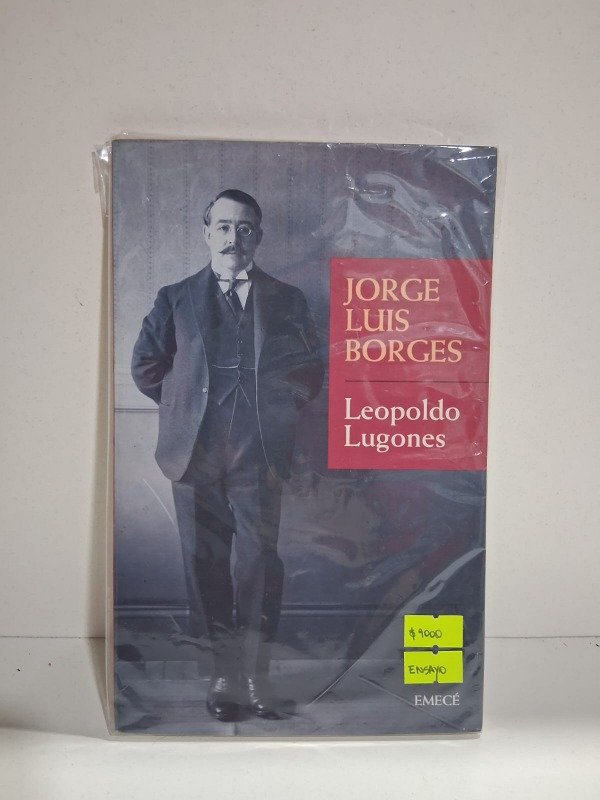 JORGE
LUIS
BORGES
Leopoldo
Lugones
$9000
ENSAYO
EMECÉ